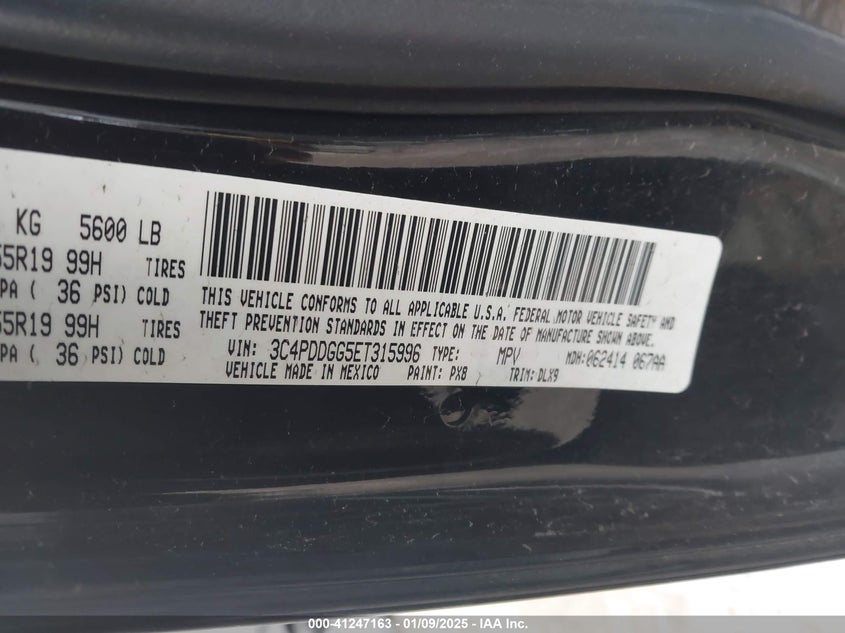 KG 5600 LB
55R19 99H TIRES
PA ( 36 PSI) COLD
55R19 99H TIRES
PA ( 36 PSI) COLD
THIS VEHICLE CONFORMS TO ALL APPLICABLE U.S.A. FEDERAL MOTOR VEHICLE SAFETY AND
THEFT PREVENTION STANDARDS IN EFFECT ON THE DATE OF MANUFACTURE SHOWN ABOVE.
VIN: 3C4PDDGG5ET315996 TYPE: MPV MDH:062414 067AA
VEHICLE MADE IN MEXICO PAINT: PX8 TRIM: DLX9
000-41247163 - 01/09/2025 - IAA Inc.